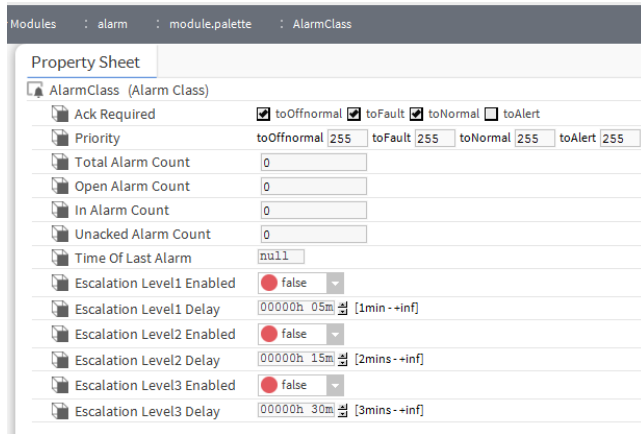 Modules : alarm : module.palette : AlarmClass
Property Sheet
AlarmClass (Alarm Class)
Ack Required toOffnormal toFault toNormal toAlert
Priority toOffnormal 255 toFault 255 toNormal 255 toAlert 255
Total Alarm Count 0
Open Alarm Count 0
In Alarm Count 0
Unacked Alarm Count 0
Time Of Last Alarm null
Escalation Level1 Enabled false
Escalation Level1 Delay 00000h 05m [1min - +inf]
Escalation Level2 Enabled false
Escalation Level2 Delay 00000h 15m [2mins - +inf]
Escalation Level3 Enabled false
Escalation Level3 Delay 00000h 30m [3mins - +inf]